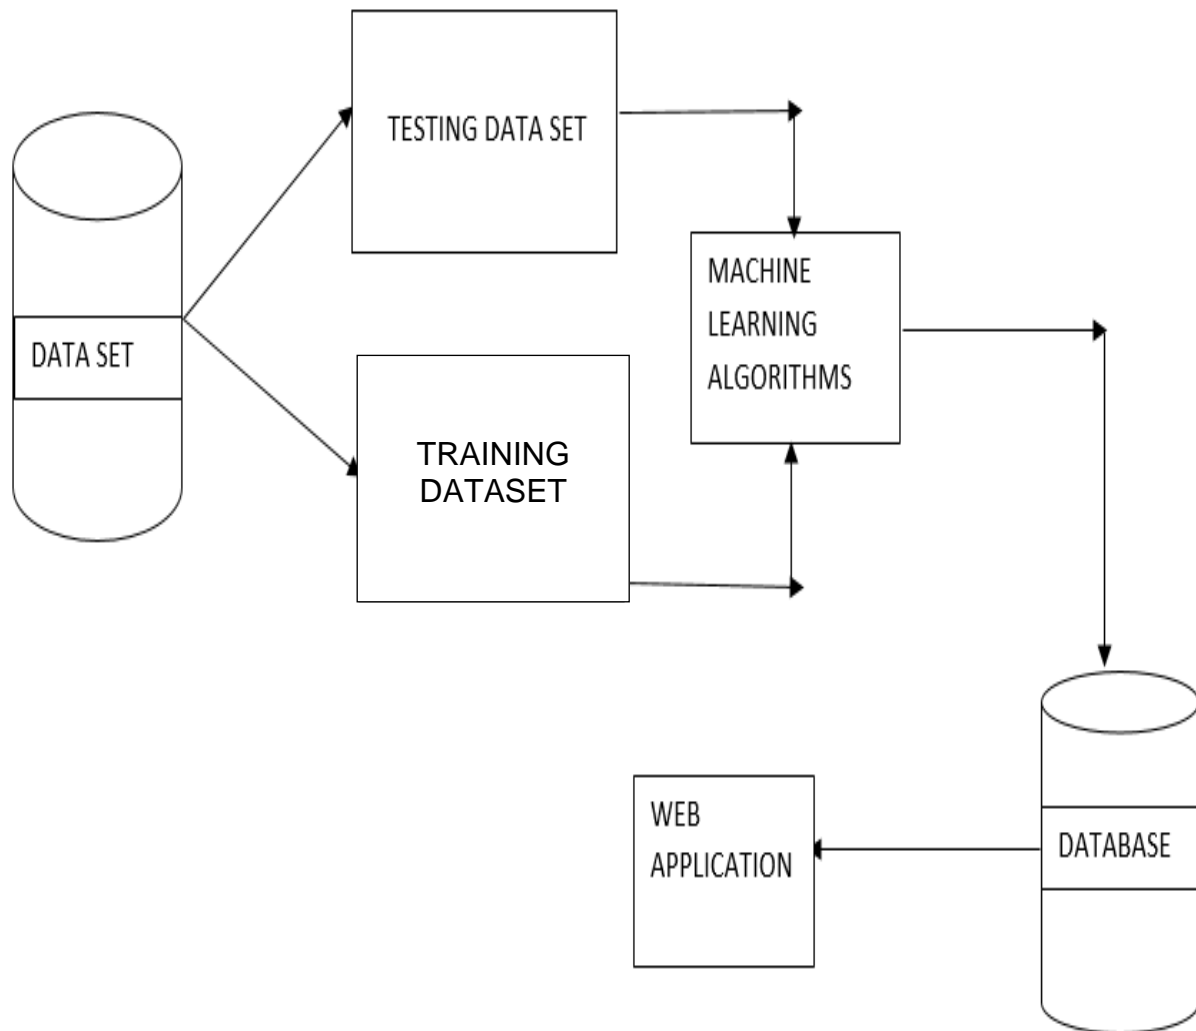 TESTING DATA SET
DATA SET
MACHINE
LEARNING
ALGORITHMS
TRAINING
DATASET
WEB
APPLICATION
DATABASE